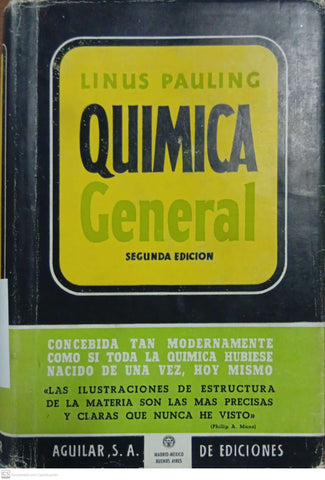 LINUS PAULING
QUIMICA
General
SEGUNDA EDICION
CONCEBIDA TAN MODERNAMENTE
COMO SI TODA LA QUIMICA HUBIESE
NACIDO DE UNA VEZ, HOY MISMO
«LAS ILUSTRACIONES DE ESTRUCTURA
DE LA MATERIA SON LAS MAS PRECISAS
Y CLARAS QUE NUNCA HE VISTO»
AGUILAR, S. A. MADRID-MEXICO DE EDICIONES
BUENOS AIRES